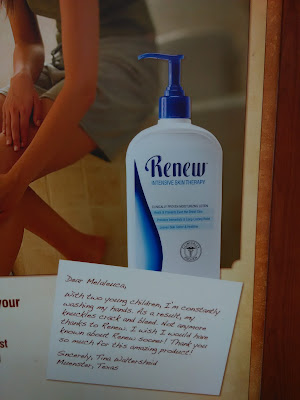 Renew
INTENSIVE SKIN THERAPY
Dear Melaleuca,
With two young children, I'm constantly
washing my hands. As a result, my
knuckles crack and bleed. Not anymore
thanks to Renew. I wish I would have
known about Renew sooner! Thank you
so much for this amazing product!
Sincerely, Tina Waltersheid
Muenster, Texas
your
st